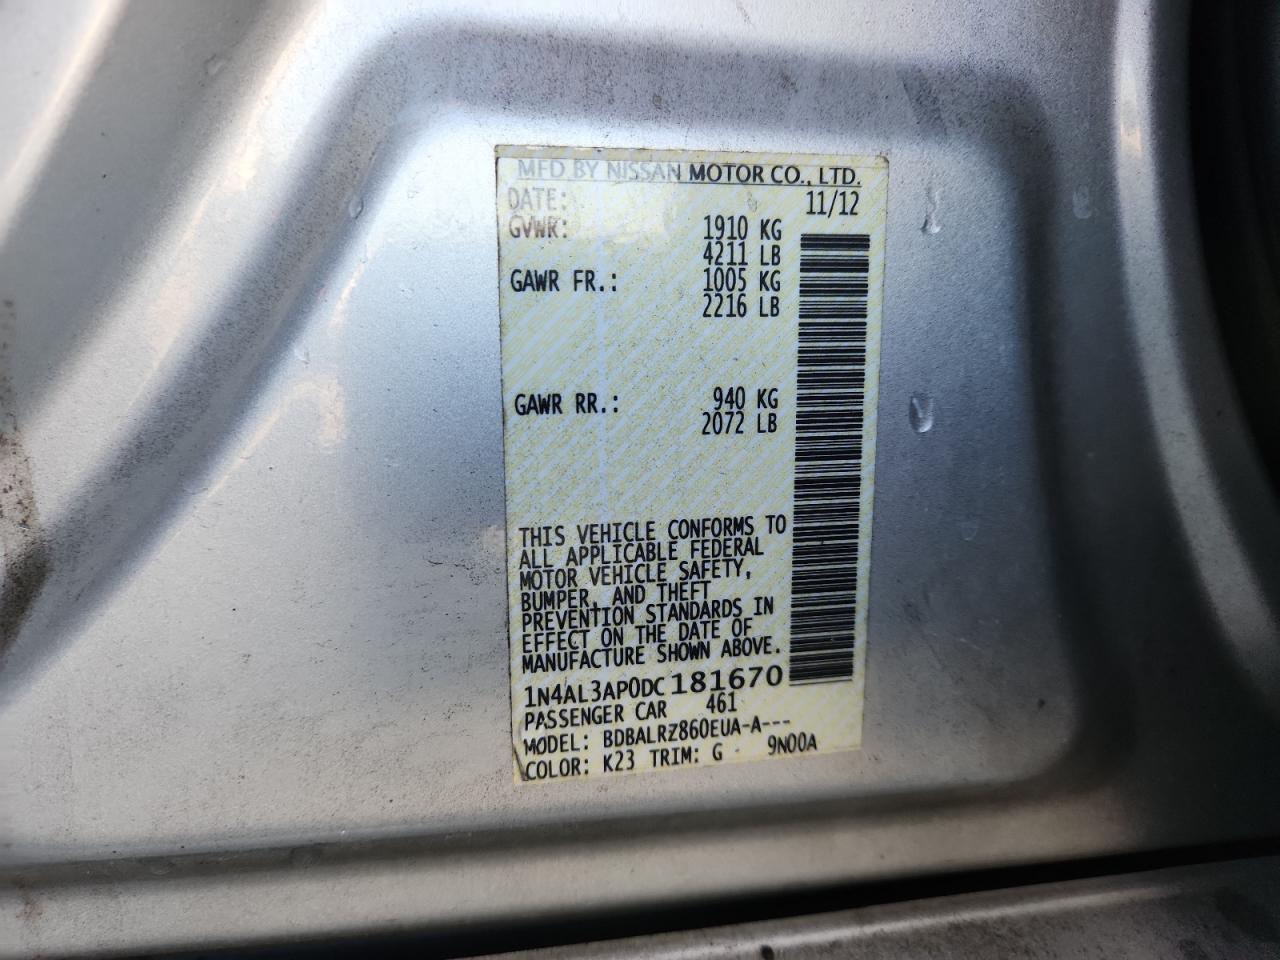 MFD BY NISSAN MOTOR CO., LTD.
DATE: 11/12
GVWR: 1910 KG
4211 LB
GAWR FR.: 1005 KG
2216 LB
GAWR RR.: 940 KG
2072 LB
THIS VEHICLE CONFORMS TO
ALL APPLICABLE FEDERAL
MOTOR VEHICLE SAFETY,
BUMPER, AND THEFT
PREVENTION STANDARDS IN
EFFECT ON THE DATE OF
MANUFACTURE SHOWN ABOVE.
1N4AL3AP0DC181670
PASSENGER CAR 461
MODEL: BDBALRZ860EUA-A---
COLOR: K23 TRIM: G 9N00A